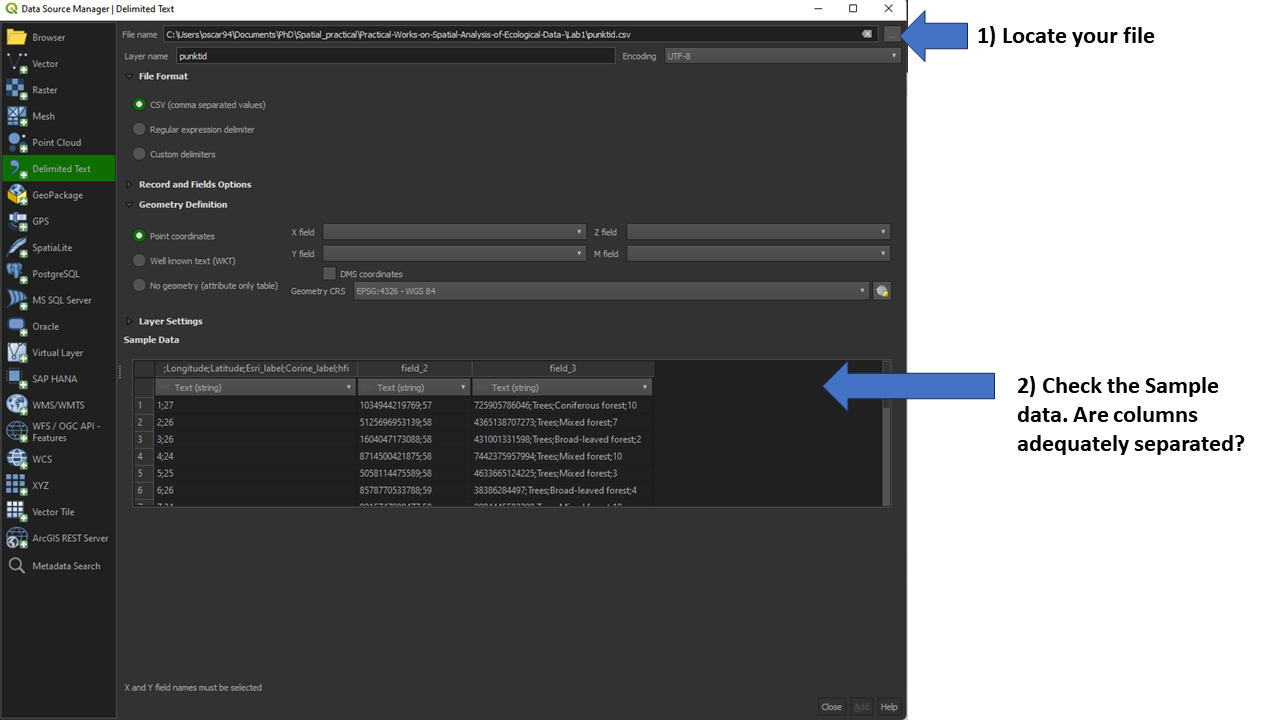 Data Source Manager | Delimited Text
Browser
Vector
Raster
Mesh
Point Cloud
Delimited Text
GeoPackage
GPS
SpatiaLite
PostgreSQL
MS SQL Server
Oracle
Virtual Layer
SAP HANA
WMS/WMTS
WFS / OGC API -
Features
WCS
XYZ
Vector Tile
ArcGIS REST Server
Metadata Search
File name C:\Users\oscar94\Documents\PhD\Spatial_practical\Practical-Works-on-Spatial-Analysis-of-Ecological-Data-\Lab1\punktid.csv ...
Layer name punktid Encoding UTF-8
File Format
CSV (comma separated values)
Regular expression delimiter
Custom delimiters
Record and Fields Options
Geometry Definition
Point coordinates
Well known text (WKT)
No geometry (attribute only table)
X field Z field
Y field M field
DMS coordinates
Geometry CRS EPSG:4326 - WGS 84
Layer Settings
Sample Data
;Longitude;Latitude;Esri_label;Corine_label;hfi field_2 field_3
Text (string) Text (string) Text (string)
1 1;27 1034944219769;57 725905786046;Trees;Coniferous forest;10
2 2;26 5125696953139;58 4365138707273;Trees;Mixed forest;7
3 3;26 1604047173088;58 431001331598;Trees;Broad-leaved forest;2
4 4;24 8714500421875;58 7442375957994;Trees;Mixed forest;10
5 5;25 5058114475589;58 4633665124225;Trees;Mixed forest;3
6 6;26 8578770533788;59 38386284497;Trees;Broad-leaved forest;4
X and Y field names must be selected
Close Add Help
1) Locate your file
2) Check the Sample
data. Are columns
adequately separated?